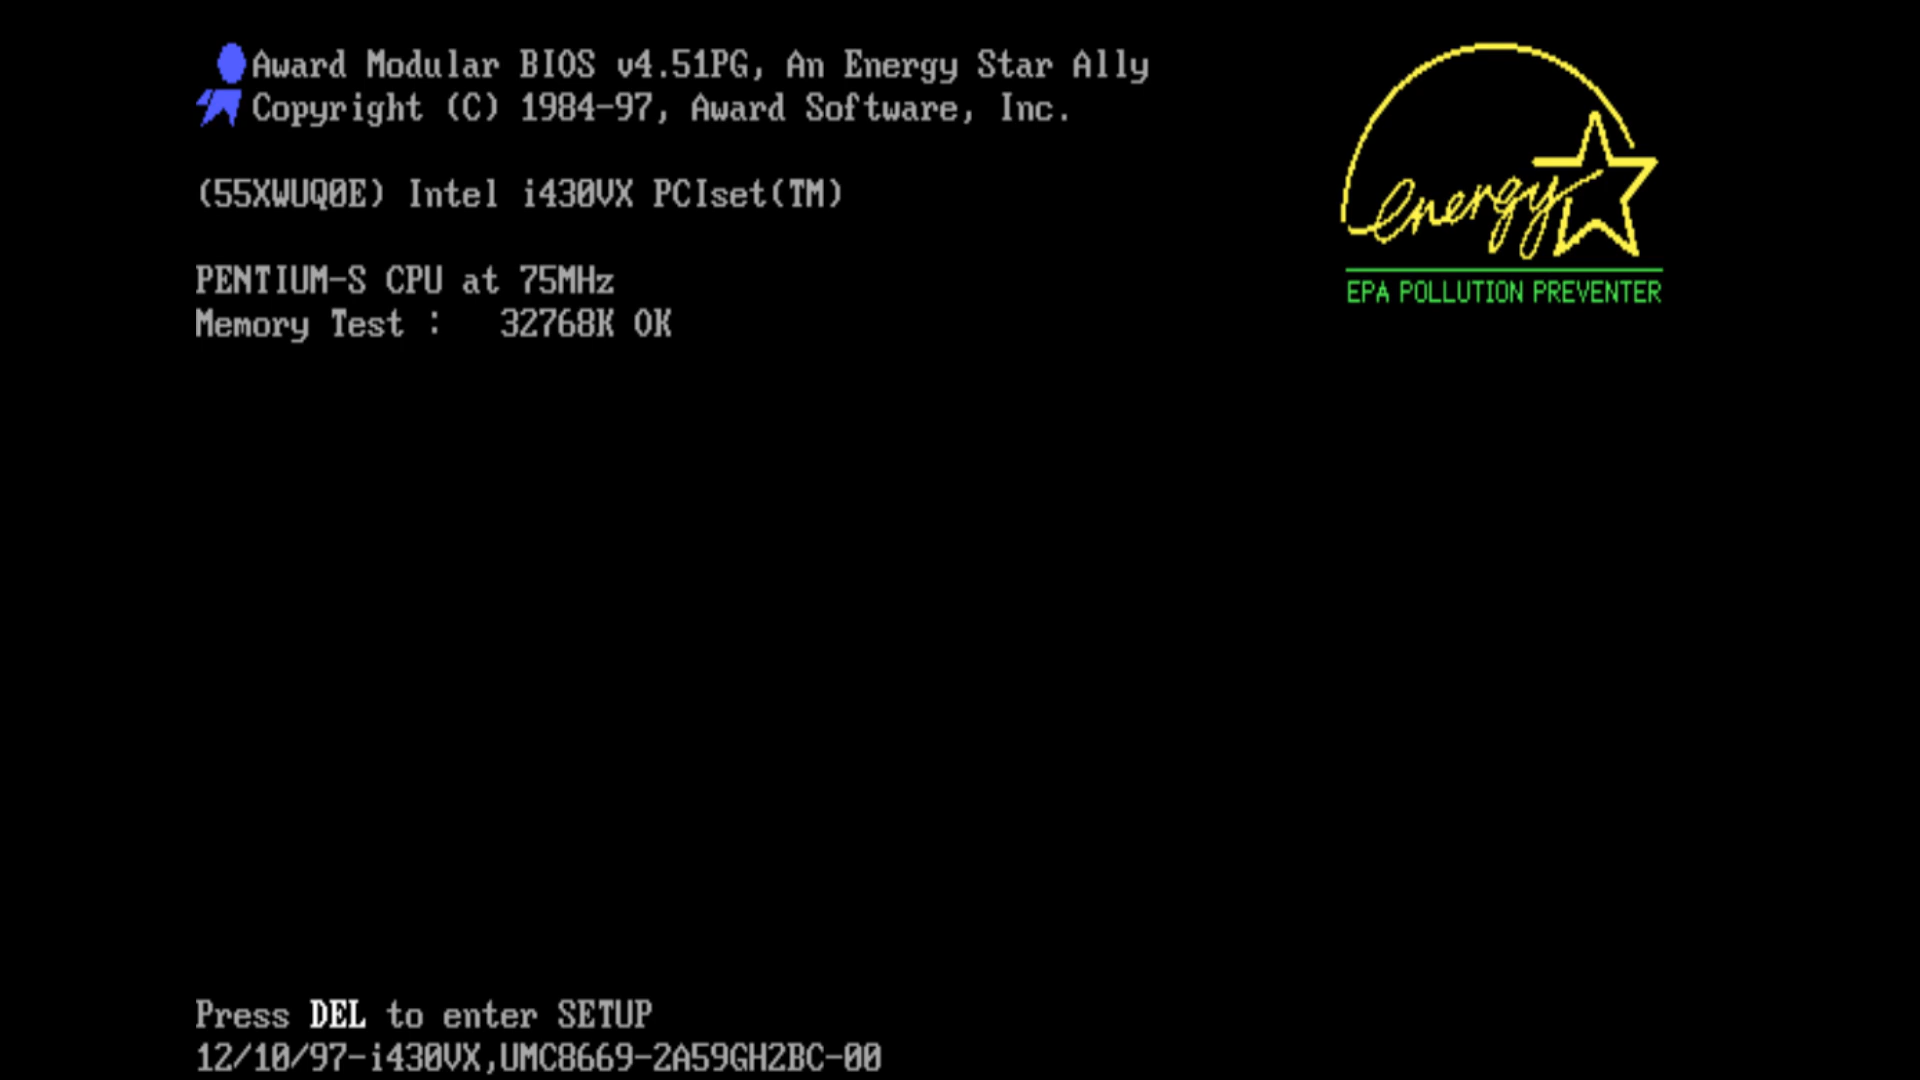 Award Modular BIOS v4.51PG, An Energy Star Ally
Copyright (C) 1984-97, Award Software, Inc.
energy
EPA POLLUTION PREVENTER
(55XWUQ0E) Intel i430VX PCIset(TM)
PENTIUM-S CPU at 75MHz
Memory Test :   32768K OK
Press DEL to enter SETUP
12/10/97-i430VX,UMC8669-2A59GH2BC-00